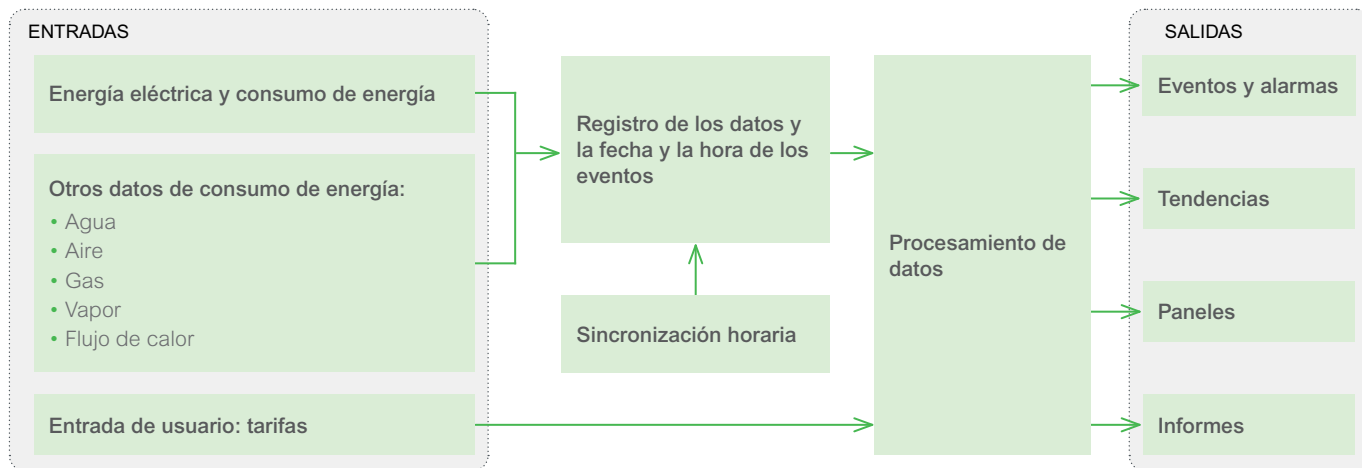 ENTRADAS
Energía eléctrica y consumo de energía
Otros datos de consumo de energía:
• Agua
• Aire
• Gas
• Vapor
• Flujo de calor
Entrada de usuario: tarifas
Registro de los datos y
la fecha y la hora de los
eventos
Sincronización horaria
Procesamiento de
datos
SALIDAS
Eventos y alarmas
Tendencias
Paneles
Informes